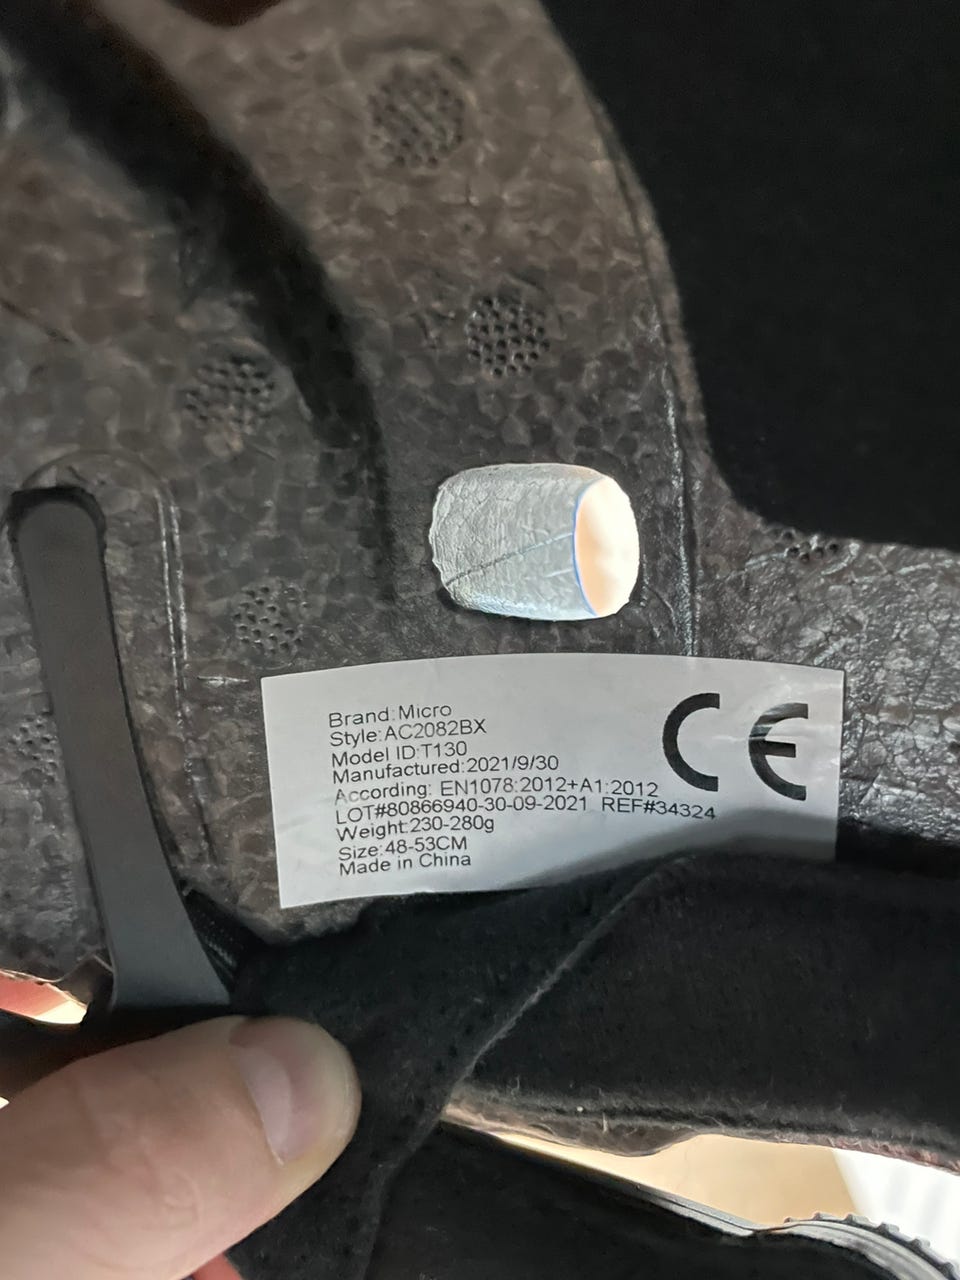 Brand:Micro
Style:AC2082BX
Model ID:T130
Manufactured:2021/9/30
According: EN1078:2012+A1:2012
LOT#80866940-30-09-2021 REF#34324
Weight:230-280g
Size:48-53CM
Made in China
CE